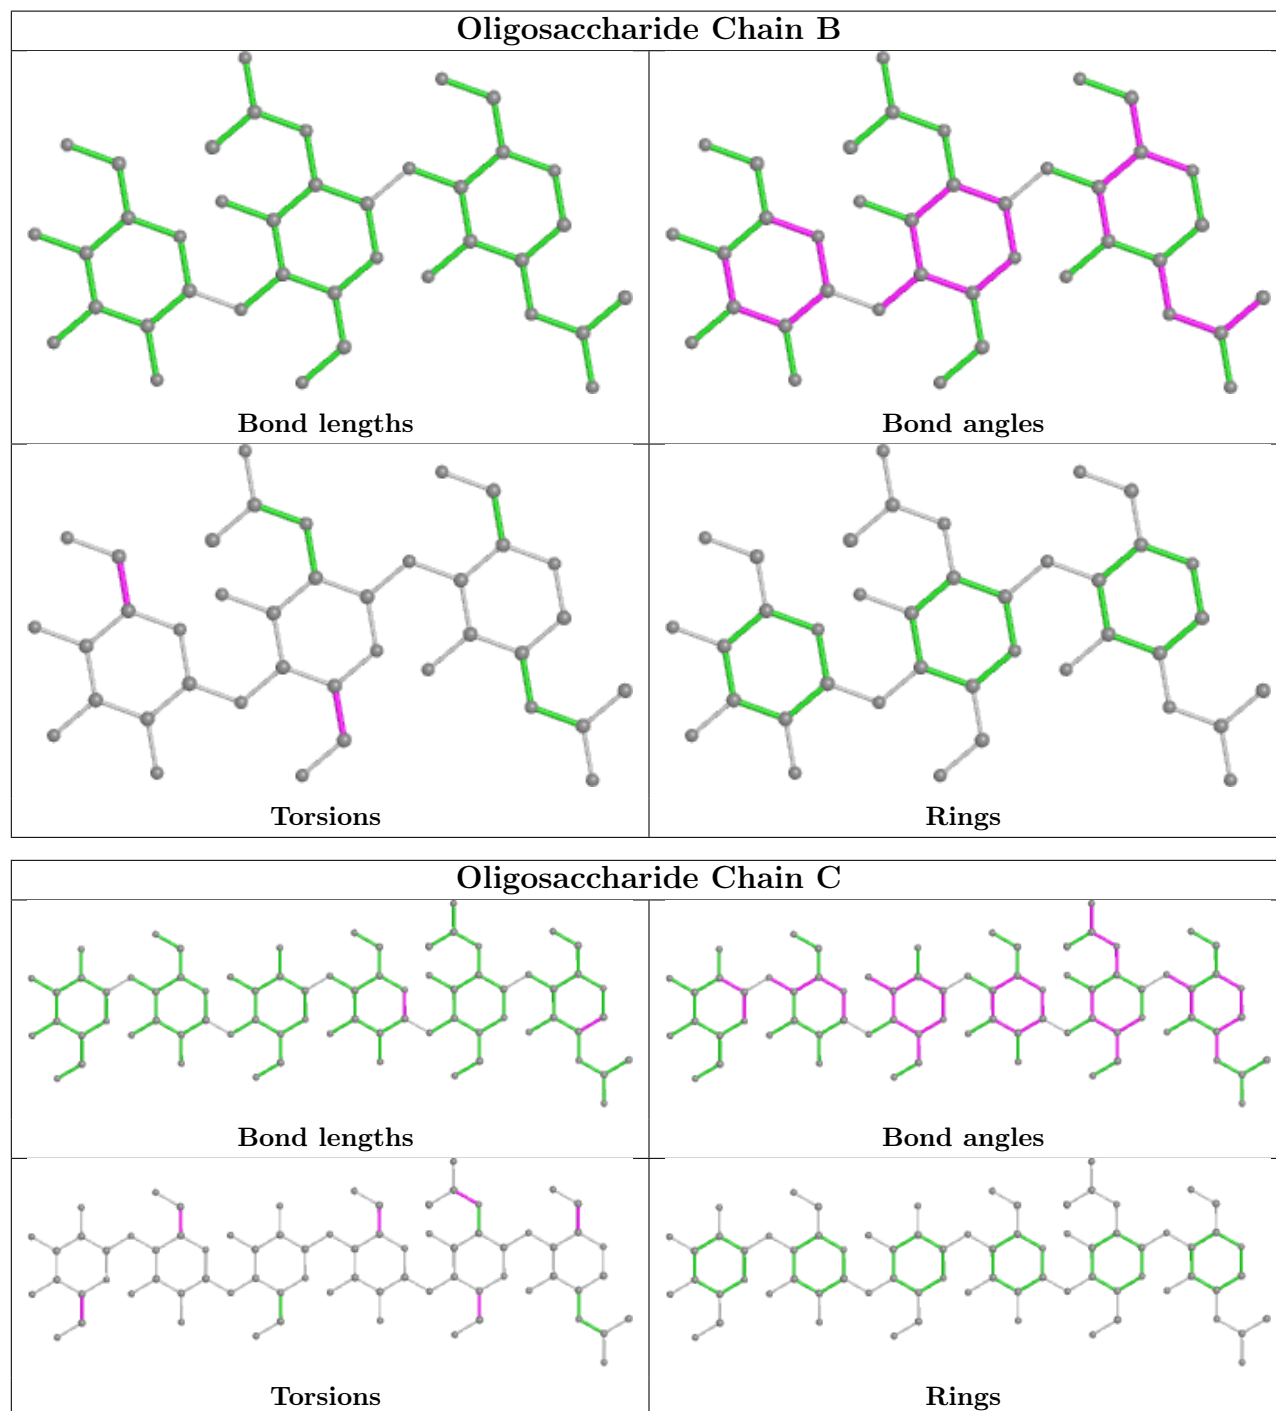 Oligosaccharide Chain B
Bond lengths
Bond angles
Torsions
Rings
Oligosaccharide Chain C
Bond lengths
Bond angles
Torsions
Rings